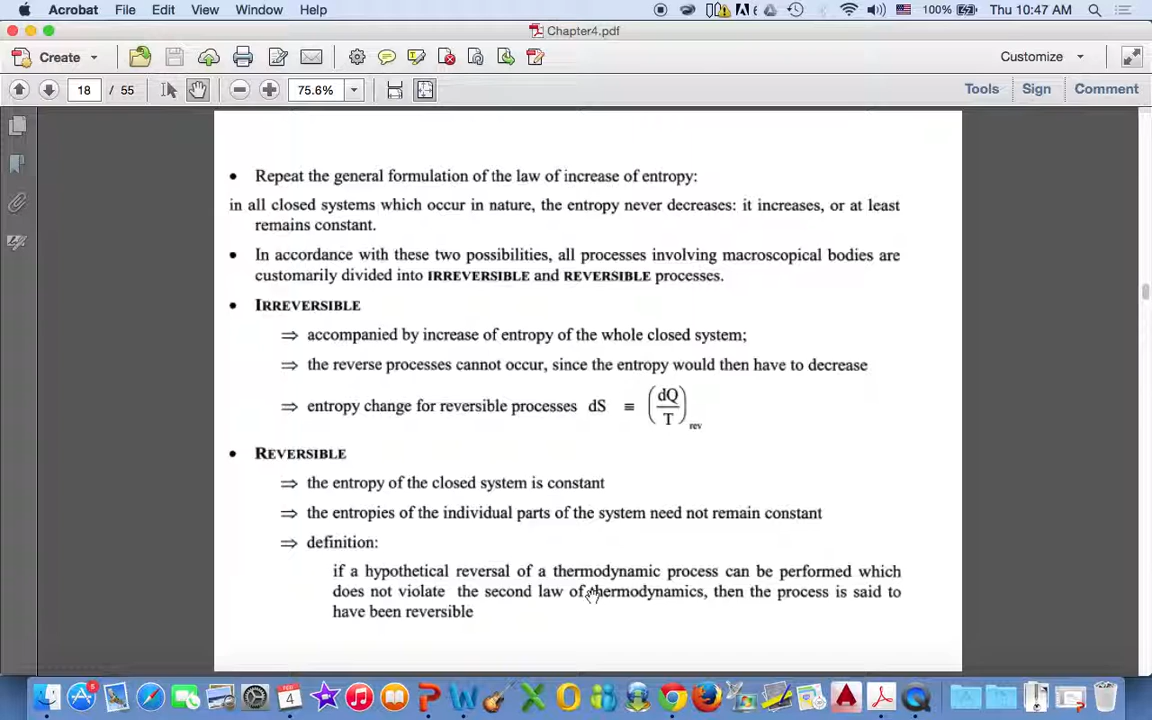 Acrobat File Edit View Window Help 100% Thu 10:47 AM
Chapter4.pdf
Create Customize
18 / 55 75.6% Tools Sign Comment
• Repeat the general formulation of the law of increase of entropy:
in all closed systems which occur in nature, the entropy never decreases: it increases, or at least
remains constant.
• In accordance with these two possibilities, all processes involving macroscopical bodies are
customarily divided into IRREVERSIBLE and REVERSIBLE processes.
• IRREVERSIBLE
⇒ accompanied by increase of entropy of the whole closed system;
⇒ the reverse processes cannot occur, since the entropy would then have to decrease
⇒ entropy change for reversible processes dS ≡ (dQ/T)rev
• REVERSIBLE
⇒ the entropy of the closed system is constant
⇒ the entropies of the individual parts of the system need not remain constant
⇒ definition:
if a hypothetical reversal of a thermodynamic process can be performed which
does not violate the second law of thermodynamics, then the process is said to
have been reversible